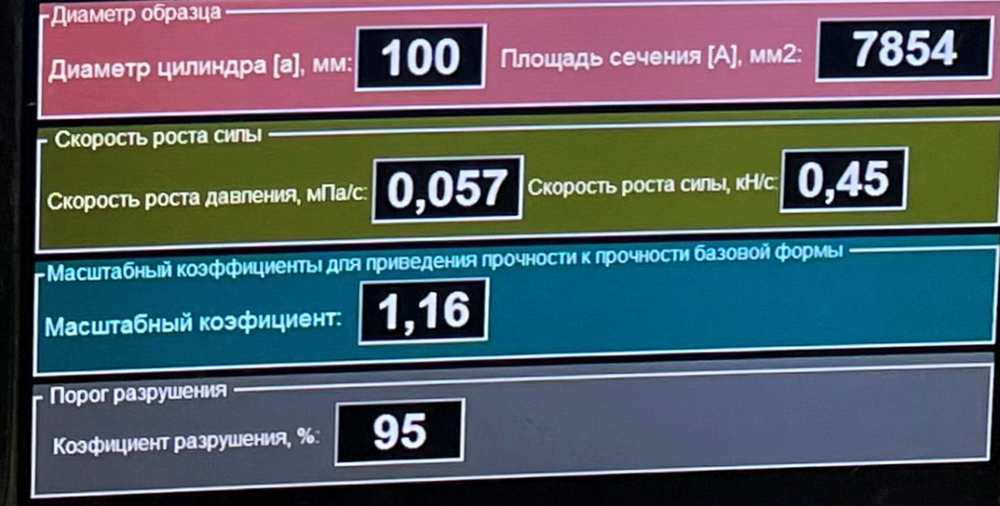 Диаметр образца
Диаметр цилиндра [a], мм: 100 Площадь сечения [A], мм2: 7854
Скорость роста силы
Скорость роста давления, мПа/с: 0,057 Скорость роста силы, кН/с: 0,45
Масштабный коэффициенты для приведения прочности к прочности базовой формы
Масштабный коэфициент: 1,16
Порог разрушения
Коэфициент разрушения, %: 95